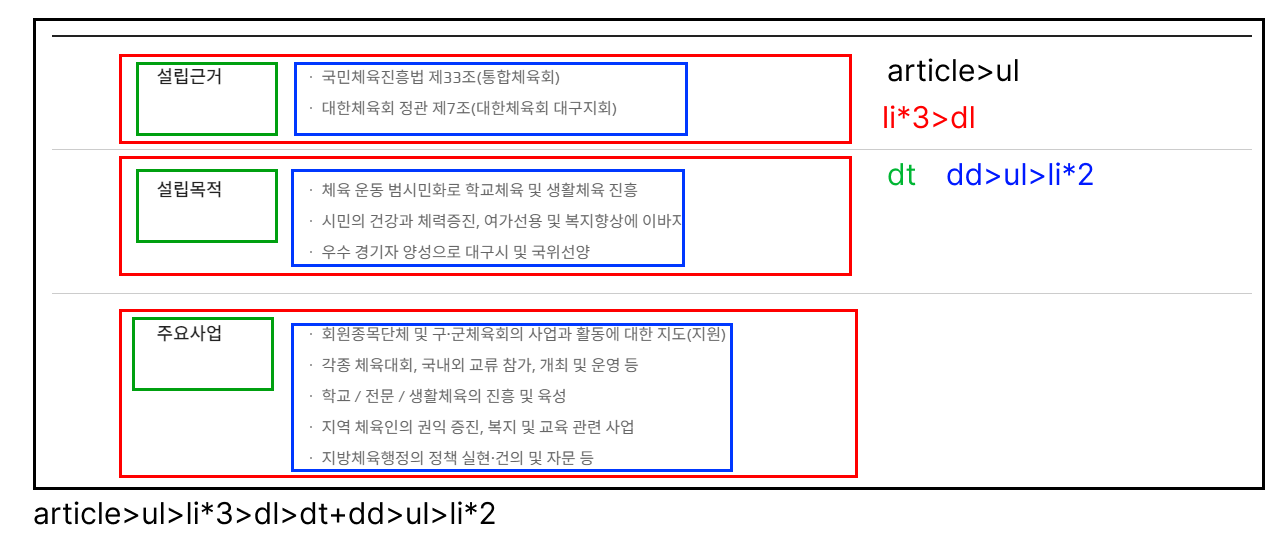 설립근거
· 국민체육진흥법 제33조(통합체육회)
· 대한체육회 정관 제7조(대한체육회 대구지회)
article>ul
li*3>dl
설립목적
· 체육 운동 범시민화로 학교체육 및 생활체육 진흥
· 시민의 건강과 체력증진, 여가선용 및 복지향상에 이바지
· 우수 경기자 양성으로 대구시 및 국위선양
dt dd>ul>li*2
주요사업
· 회원종목단체 및 구·군체육회의 사업과 활동에 대한 지도(지원)
· 각종 체육대회, 국내외 교류 참가, 개최 및 운영 등
· 학교 / 전문 / 생활체육의 진흥 및 육성
· 지역 체육인의 권익 증진, 복지 및 교육 관련 사업
· 지방체육행정의 정책 실현·건의 및 자문 등
article>ul>li*3>dl>dt+dd>ul>li*2